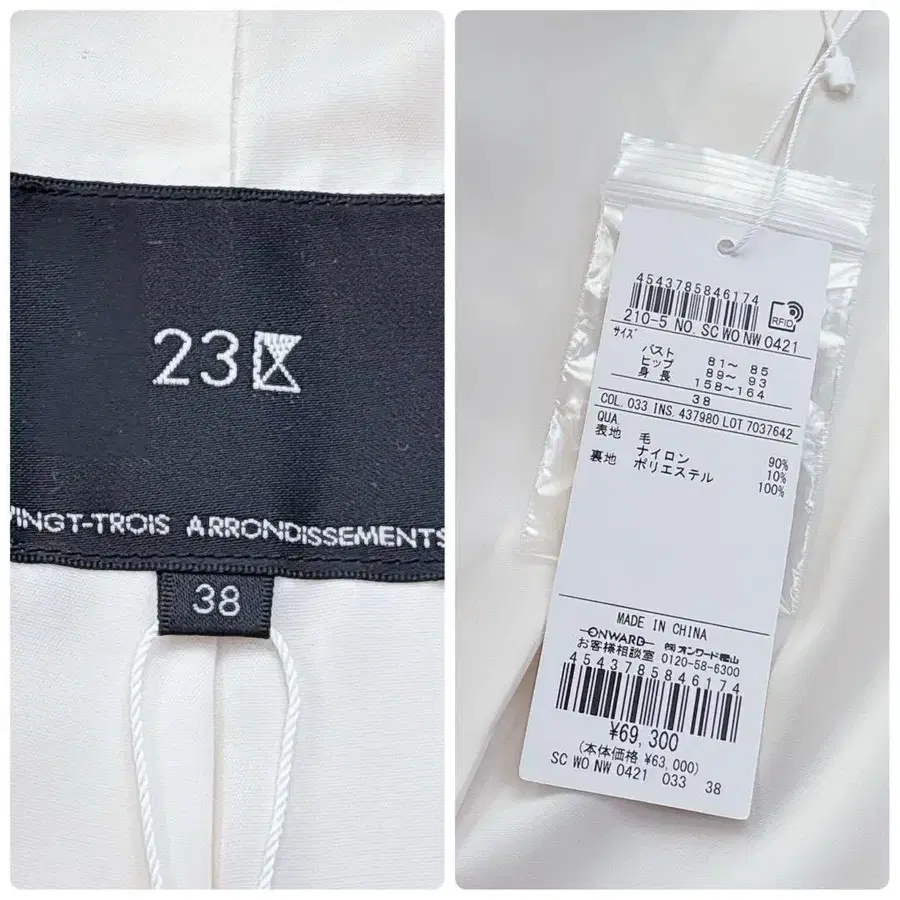 23区
VINGT-TROIS ARRONDISSEMENTS
38
4543785846174
RFID
210-5 NO SC WO NW 0421
サイズ
バスト 81～ 85
ヒップ 89～ 93
身長 158～164
38
COL. 033 INS. 437980 LOT 7037642
QUA.
表地 毛 90%
ナイロン 10%
裏地 ポリエステル 100%
MADE IN CHINA
ONWARD ㈱オンワード樫山
お客様相談室 0120-58-6300
4543785846174
¥69,300
(本体価格 ¥63,000)
SC WO NW 0421 033 38